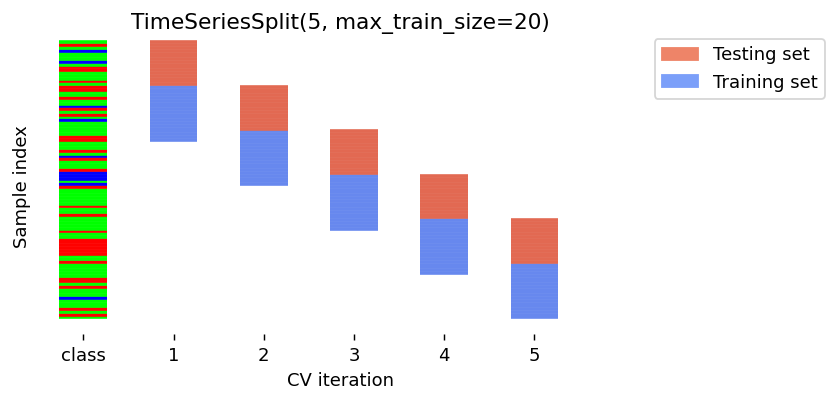 TimeSeriesSplit(5, max_train_size=20)
Testing set
Training set
Sample index
class 1 2 3 4 5
CV iteration